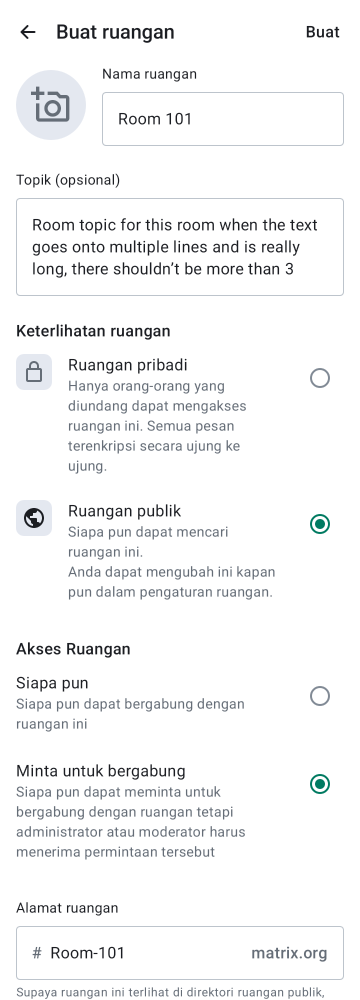 Buat ruangan
Buat
Nama ruangan
Room 101
Topik (opsional)
Room topic for this room when the text
goes onto multiple lines and is really
long, there shouldn’t be more than 3
Keterlihatan ruangan
Ruangan pribadi
Hanya orang-orang yang
diundang dapat mengakses
ruangan ini. Semua pesan
terenkripsi secara ujung ke
ujung.
Ruangan publik
Siapa pun dapat mencari
ruangan ini.
Anda dapat mengubah ini kapan
pun dalam pengaturan ruangan.
Akses Ruangan
Siapa pun
Siapa pun dapat bergabung dengan
ruangan ini
Minta untuk bergabung
Siapa pun dapat meminta untuk
bergabung dengan ruangan tetapi
administrator atau moderator harus
menerima permintaan tersebut
Alamat ruangan
# Room-101 matrix.org
Supaya ruangan ini terlihat di direktori ruangan publik,